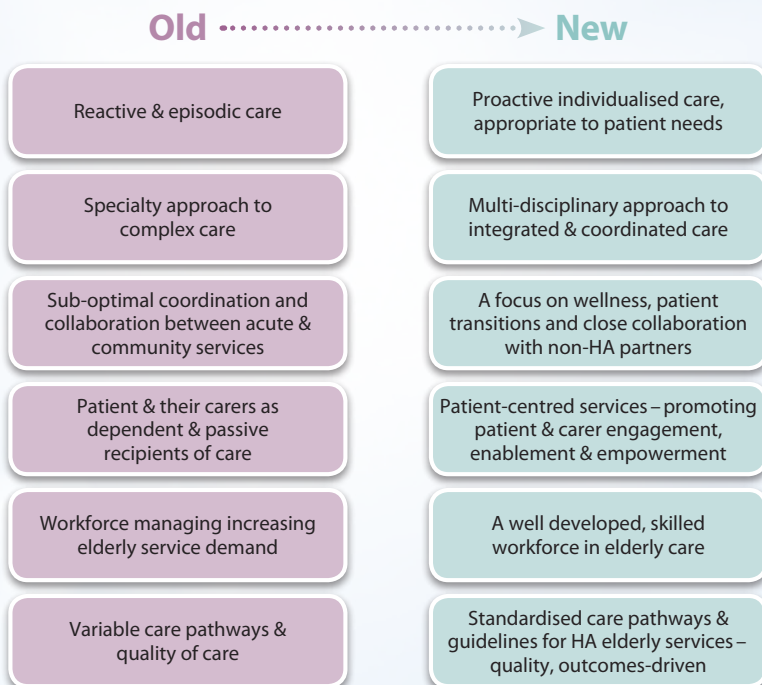 Old
New
Reactive & episodic care
Proactive individualised care,
appropriate to patient needs
Specialty approach to
complex care
Multi-disciplinary approach to
integrated & coordinated care
Sub-optimal coordination and
collaboration between acute &
community services
A focus on wellness, patient
transitions and close collaboration
with non-HA partners
Patient & their carers as
dependent & passive
recipients of care
Patient-centred services – promoting
patient & carer engagement,
enablement & empowerment
Workforce managing increasing
elderly service demand
A well developed, skilled
workforce in elderly care
Variable care pathways &
quality of care
Standardised care pathways &
guidelines for HA elderly services –
quality, outcomes-driven